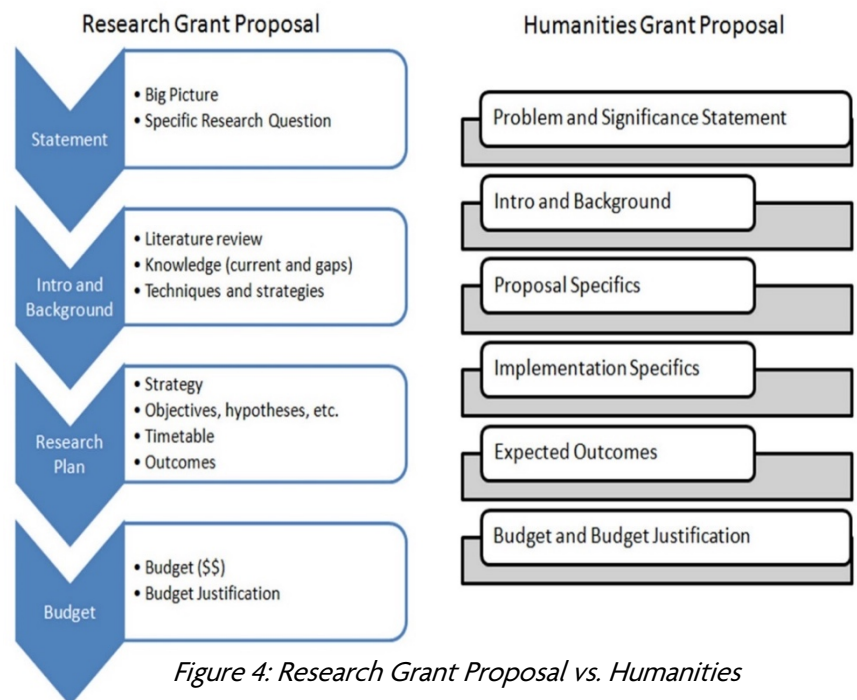 Research Grant Proposal
Statement
• Big Picture
• Specific Research Question
Intro and
Background
• Literature review
• Knowledge (current and gaps)
• Techniques and strategies
Research
Plan
• Strategy
• Objectives, hypotheses, etc.
• Timetable
• Outcomes
Budget
• Budget ($$)
• Budget Justification
Humanities Grant Proposal
Problem and Significance Statement
Intro and Background
Proposal Specifics
Implementation Specifics
Expected Outcomes
Budget and Budget Justification
Figure 4: Research Grant Proposal vs. Humanities